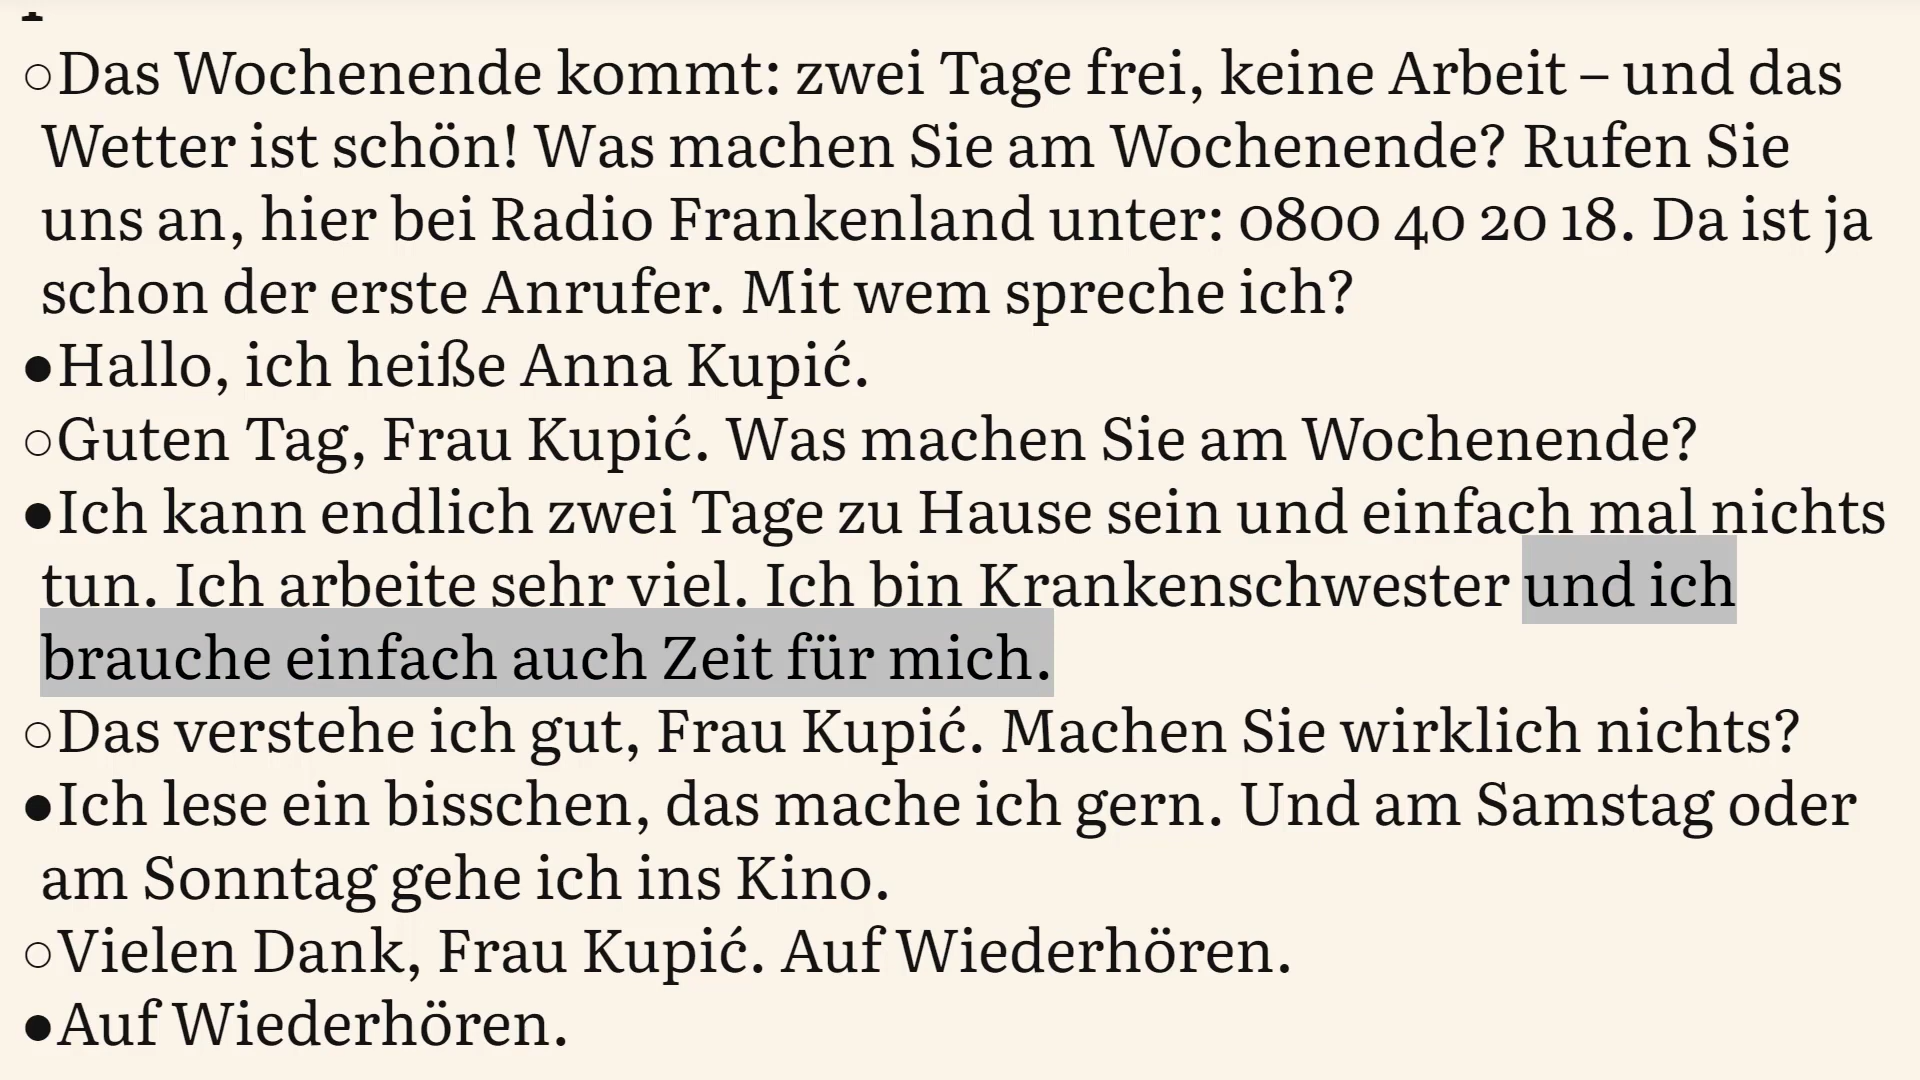 ○Das Wochenende kommt: zwei Tage frei, keine Arbeit – und das
Wetter ist schön! Was machen Sie am Wochenende? Rufen Sie
uns an, hier bei Radio Frankenland unter: 0800 40 20 18. Da ist ja
schon der erste Anrufer. Mit wem spreche ich?
●Hallo, ich heiße Anna Kupić.
○Guten Tag, Frau Kupić. Was machen Sie am Wochenende?
●Ich kann endlich zwei Tage zu Hause sein und einfach mal nichts
tun. Ich arbeite sehr viel. Ich bin Krankenschwester und ich
brauche einfach auch Zeit für mich.
○Das verstehe ich gut, Frau Kupić. Machen Sie wirklich nichts?
●Ich lese ein bisschen, das mache ich gern. Und am Samstag oder
am Sonntag gehe ich ins Kino.
○Vielen Dank, Frau Kupić. Auf Wiederhören.
●Auf Wiederhören.